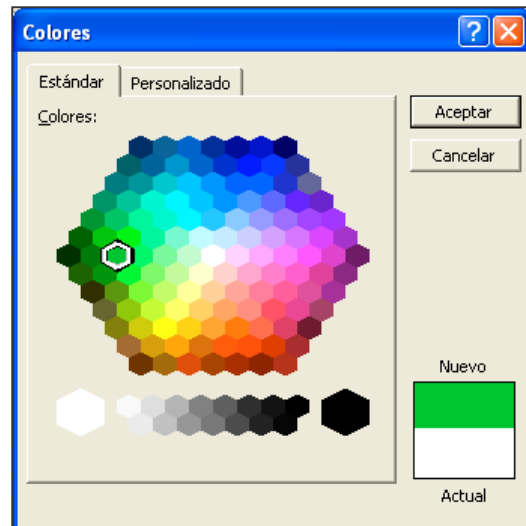 Colores
Estándar
Personalizado
Colores:
Aceptar
Cancelar
Nuevo
Actual